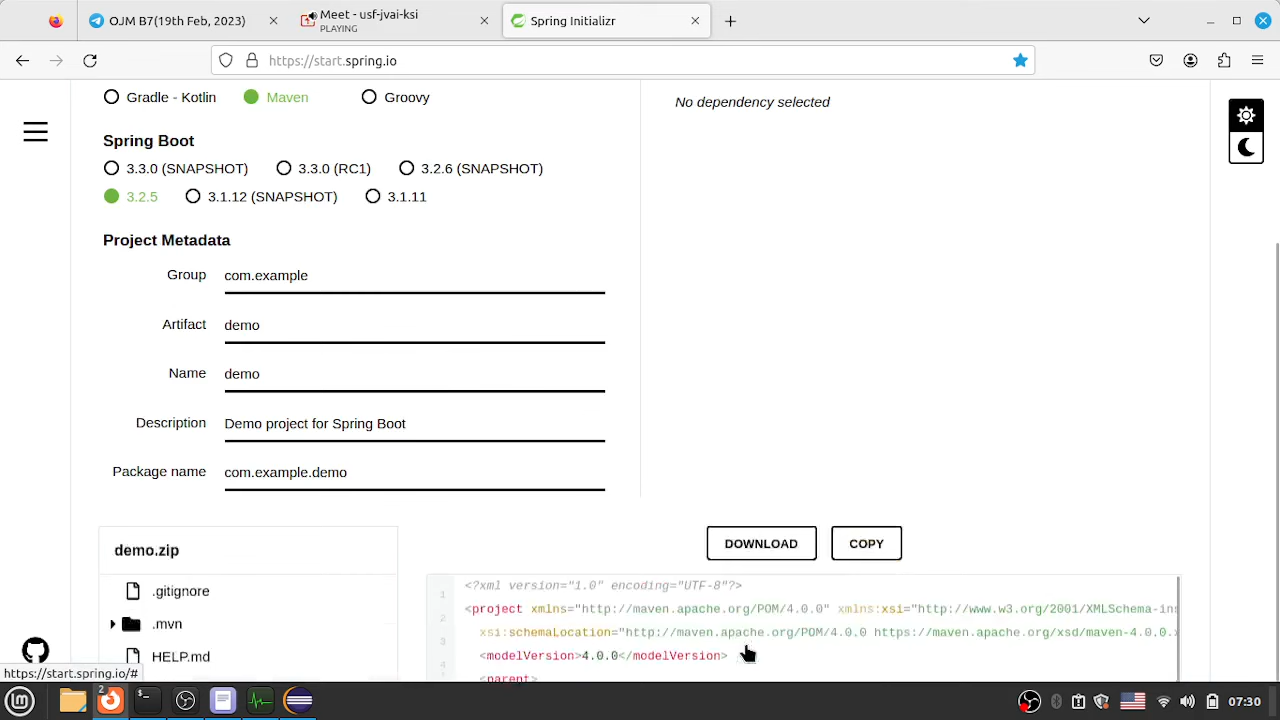 OJM B7(19th Feb, 2023)
Meet - usf-jvai-ksi
PLAYING
Spring Initializr
https://start.spring.io
Gradle - Kotlin
Maven
Groovy
No dependency selected
Spring Boot
3.3.0 (SNAPSHOT)
3.3.0 (RC1)
3.2.6 (SNAPSHOT)
3.2.5
3.1.12 (SNAPSHOT)
3.1.11
Project Metadata
Group com.example
Artifact demo
Name demo
Description Demo project for Spring Boot
Package name com.example.demo
demo.zip
DOWNLOAD
COPY
.gitignore
.mvn
HELP.md
1 <?xml version="1.0" encoding="UTF-8"?>
2 <project xmlns="http://maven.apache.org/POM/4.0.0" xmlns:xsi="http://www.w3.org/2001/XMLSchema-ins
3 xsi:schemaLocation="http://maven.apache.org/POM/4.0.0 https://maven.apache.org/xsd/maven-4.0.0.x
4 <modelVersion>4.0.0</modelVersion>
<parent>
https://start.spring.io/#
2
07:30